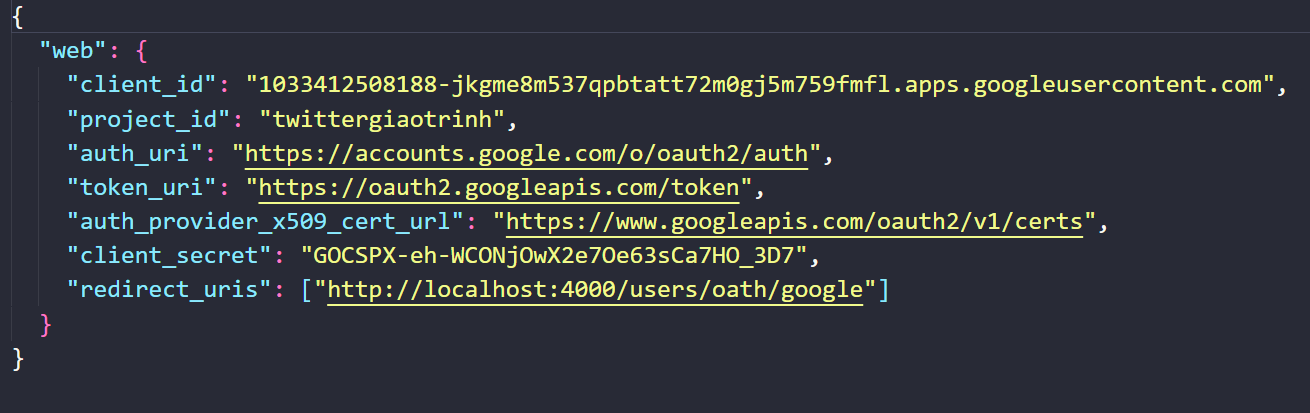 {
"web": {
"client_id": "1033412508188-jkgme8m537qpbtatt72m0gj5m759fmfl.apps.googleusercontent.com",
"project_id": "twittergiaotrinh",
"auth_uri": "https://accounts.google.com/o/oauth2/auth",
"token_uri": "https://oauth2.googleapis.com/token",
"auth_provider_x509_cert_url": "https://www.googleapis.com/oauth2/v1/certs",
"client_secret": "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",
"redirect_uris": ["http://localhost:4000/users/oath/google"]
}
}